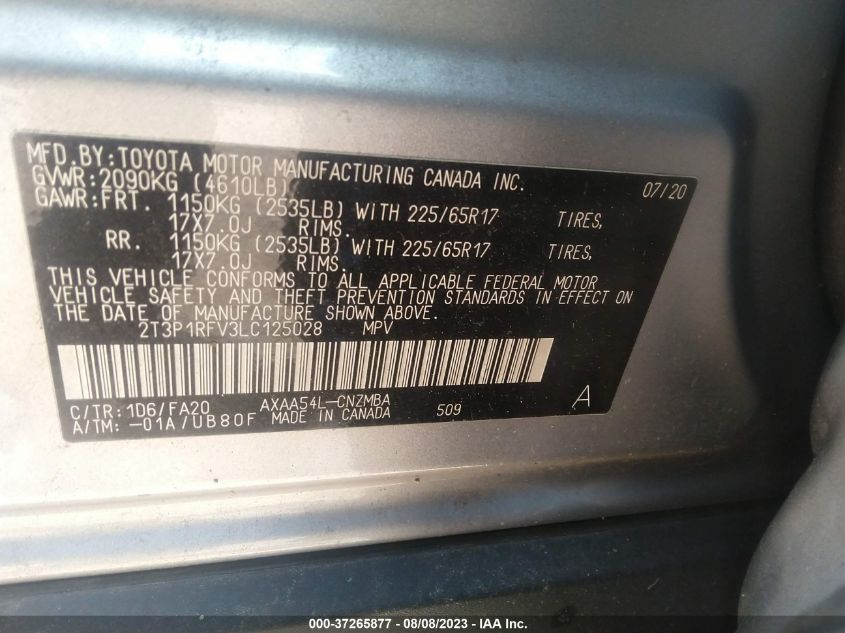 MFD.BY:TOYOTA MOTOR MANUFACTURING CANADA INC. 07/20
GVWR:2090KG (4610LB)
GAWR:FRT. 1150KG (2535LB) WITH 225/65R17 TIRES,
17X7.0J RIMS.
RR. 1150KG (2535LB) WITH 225/65R17 TIRES,
17X7.0J RIMS.
THIS VEHICLE CONFORMS TO ALL APPLICABLE FEDERAL MOTOR
VEHICLE SAFETY AND THEFT PREVENTION STANDARDS IN EFFECT ON
THE DATE OF MANUFACTURE SHOWN ABOVE.
2T3P1RFV3LC125028 MPV
C/TR:1D6/FA20 AXAA54L-CNZMBA
A/TM:-01A/UB80F MADE IN CANADA 509 A
000-37265877 - 08/08/2023 - IAA Inc.